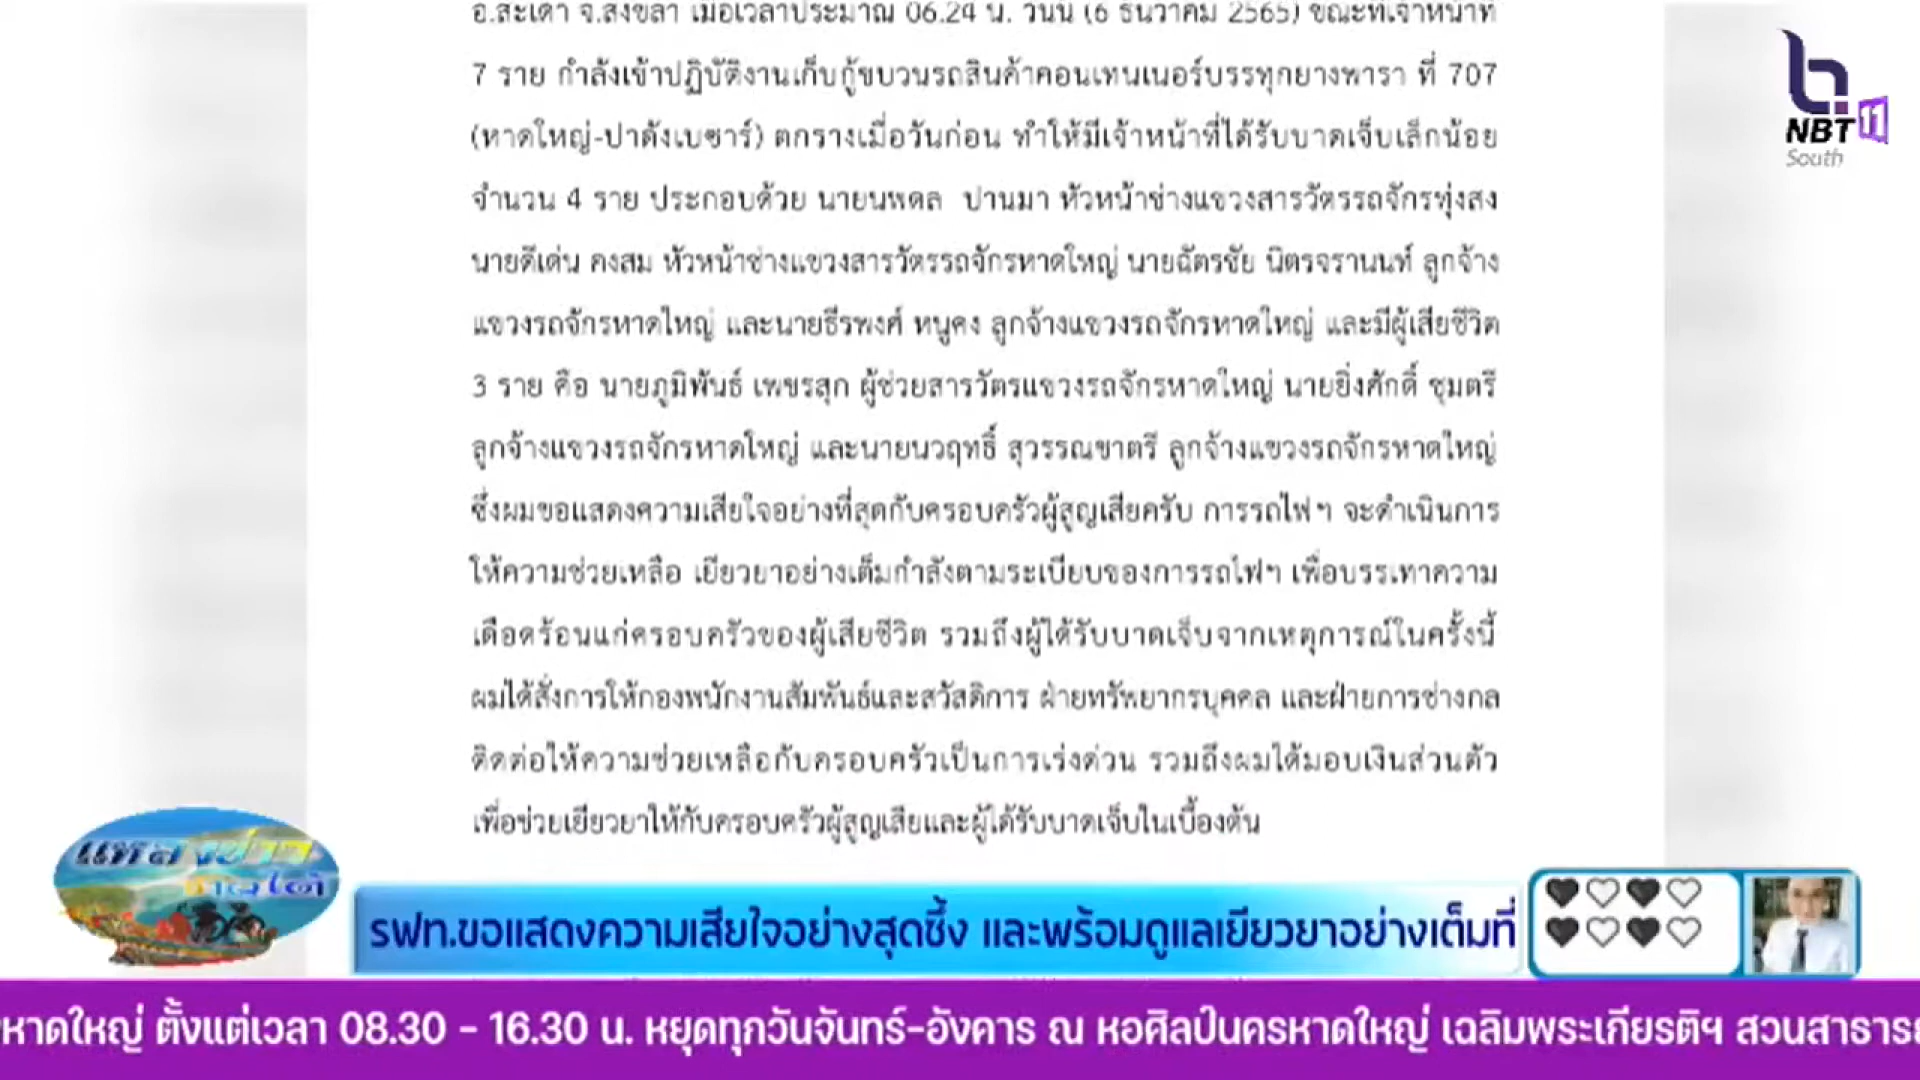 อ.สะเดา จ.สงขลา เมื่อเวลาประมาณ 06.24 น. วันนี้ (6 ธันวาคม 2565) ขณะที่เจ้าหน้าที่
7 ราย กำลังเข้าปฏิบัติงานเก็บกู้ขบวนรถสินค้าคอนเทนเนอร์บรรทุกยางพารา ที่ 707
(หาดใหญ่-ปาดังเบซาร์) ตกรางเมื่อวันก่อน ทำให้มีเจ้าหน้าที่ได้รับบาดเจ็บเล็กน้อย
จำนวน 4 ราย ประกอบด้วย นายนพดล ปานมา หัวหน้าช่างแขวงสารวัตรรถจักรทุ่งสง
นายดีเด่น คงสม หัวหน้าช่างแขวงสารวัตรรถจักรหาดใหญ่ นายฉัตรชัย นิตรจรานนท์ ลูกจ้าง
แขวงรถจักรหาดใหญ่ และนายธีรพงศ์ หนูคง ลูกจ้างแขวงรถจักรหาดใหญ่ และมีผู้เสียชีวิต
3 ราย คือ นายภูมิพันธ์ เพชรสุก ผู้ช่วยสารวัตรแขวงรถจักรหาดใหญ่ นายยิ่งศักดิ์ ชุมตรี
ลูกจ้างแขวงรถจักรหาดใหญ่ และนายนวฤทธิ์ สุวรรณชาตรี ลูกจ้างแขวงรถจักรหาดใหญ่
ซึ่งผมขอแสดงความเสียใจอย่างที่สุดกับครอบครัวผู้สูญเสียครับ การรถไฟฯ จะดำเนินการ
ให้ความช่วยเหลือ เยียวยาอย่างเต็มกำลังตามระเบียบของการรถไฟฯ เพื่อบรรเทาความ
เดือดร้อนแก่ครอบครัวของผู้เสียชีวิต รวมถึงผู้ได้รับบาดเจ็บจากเหตุการณ์ในครั้งนี้
ผมได้สั่งการให้กองพนักงานสัมพันธ์และสวัสดิการ ฝ่ายทรัพยากรบุคคล และฝ่ายการช่างกล
ติดต่อให้ความช่วยเหลือกับครอบครัวเป็นการเร่งด่วน รวมถึงผมได้มอบเงินส่วนตัว
เพื่อช่วยเยียวยาให้กับครอบครัวผู้สูญเสียและผู้ได้รับบาดเจ็บในเบื้องต้น
NBT 11
South
แหลงข่าว
ชายใต้
รฟท.ขอแสดงความเสียใจอย่างสุดซึ้ง และพร้อมดูแลเยียวยาอย่างเต็มที่
หาดใหญ่ ตั้งแต่เวลา 08.30 - 16.30 น. หยุดทุกวันจันทร์-อังคาร ณ หอศิลป์นครหาดใหญ่ เฉลิมพระเกียรติฯ สวนสาธารณ